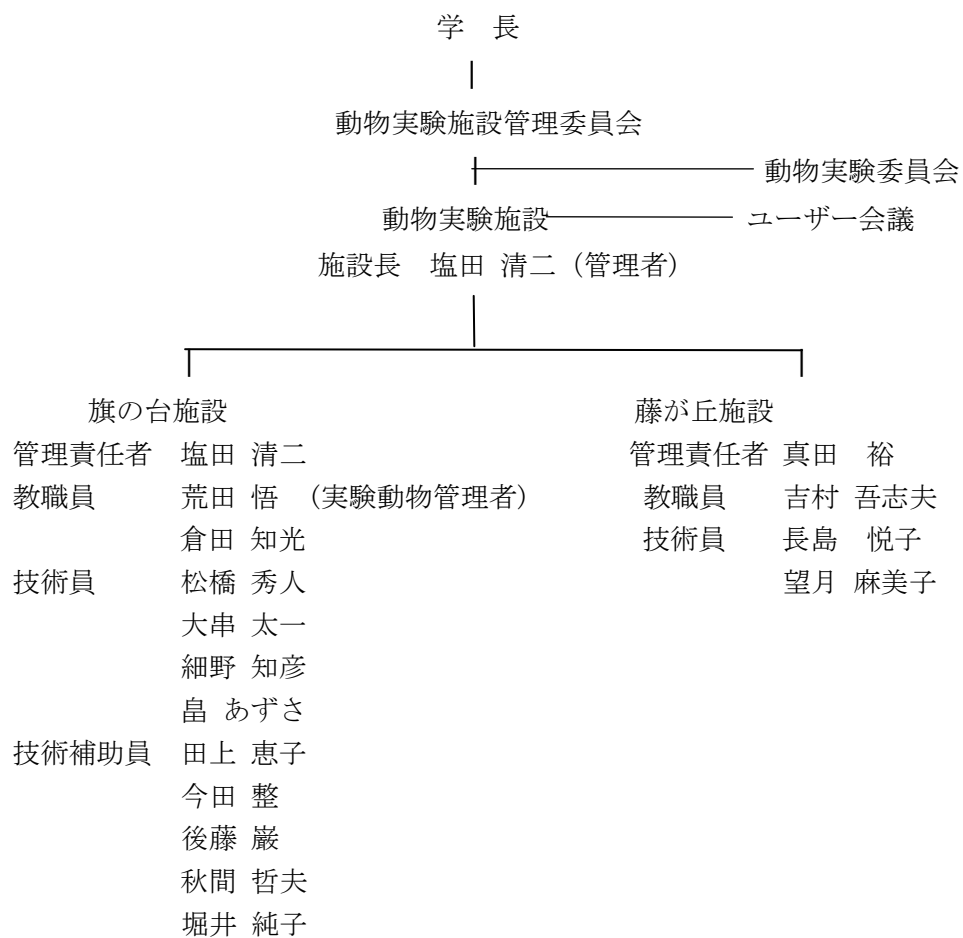 学　長
動物実験施設管理委員会
動物実験委員会
動物実験施設 ユーザー会議
施設長　塩田 清二（管理者）
旗の台施設
管理責任者 塩田 清二
教職員 荒田 悟 （実験動物管理者）
倉田 知光
技術員 松橋 秀人
大串 太一
細野 知彦
畠 あずさ
技術補助員 田上 恵子
今田 整
後藤 巌
秋間 哲夫
堀井 純子
藤が丘施設
管理責任者 真田　裕
教職員 吉村 吾志夫
技術員 長島　悦子
望月 麻美子